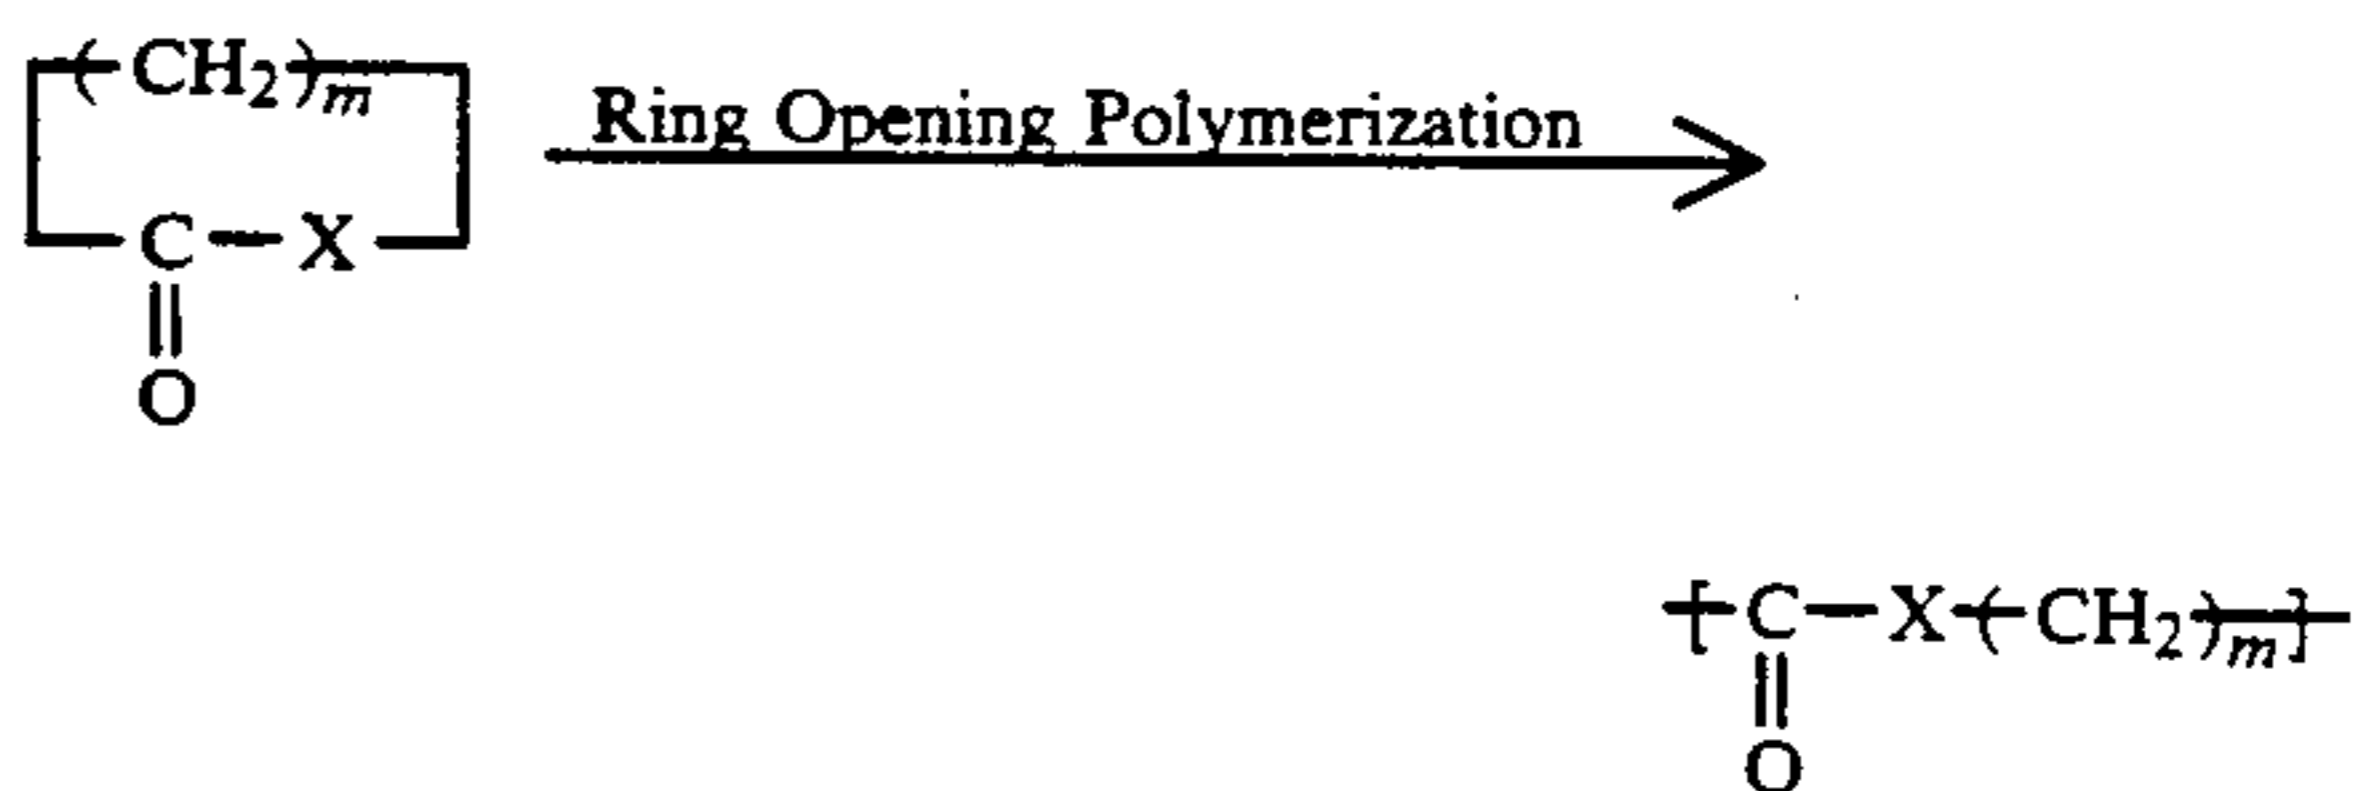 (CH2)m
Ring Opening Polymerization
C—X
O
[C—X—(CH2)m]
O